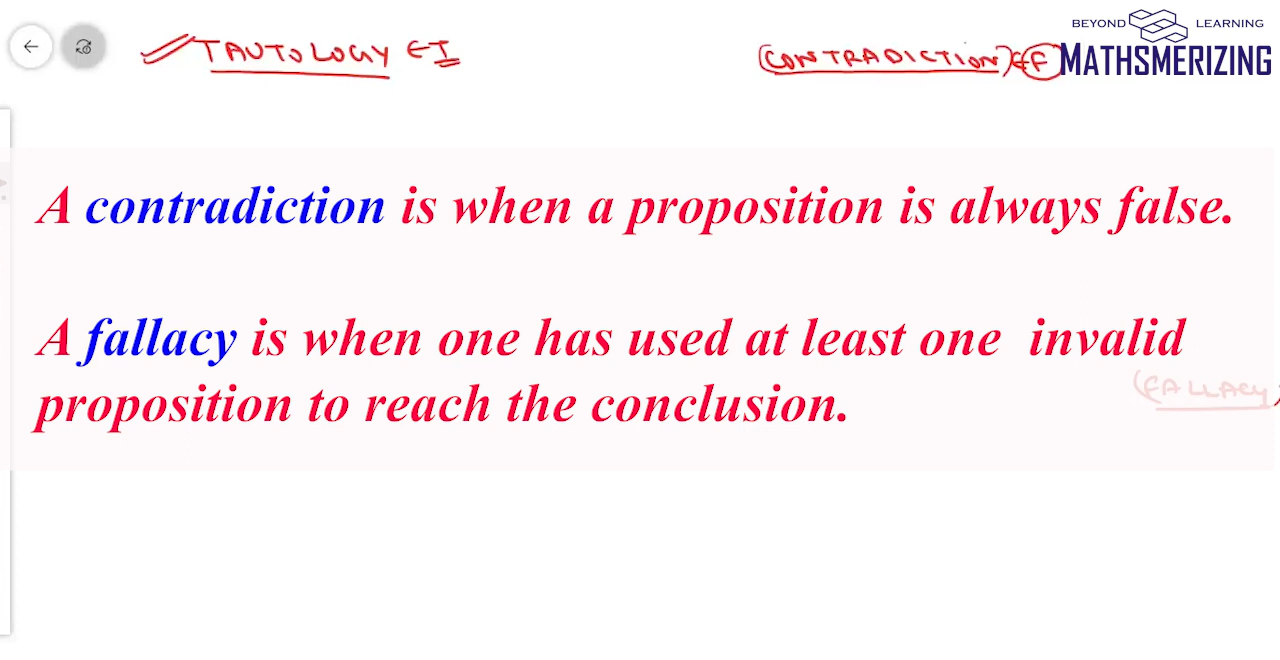 TAUTOLOGY
(CONTRADICTION) F
BEYOND LEARNING
MATHSMERIZING
A contradiction is when a proposition is always false.
A fallacy is when one has used at least one invalid
(FALLACY)
proposition to reach the conclusion.